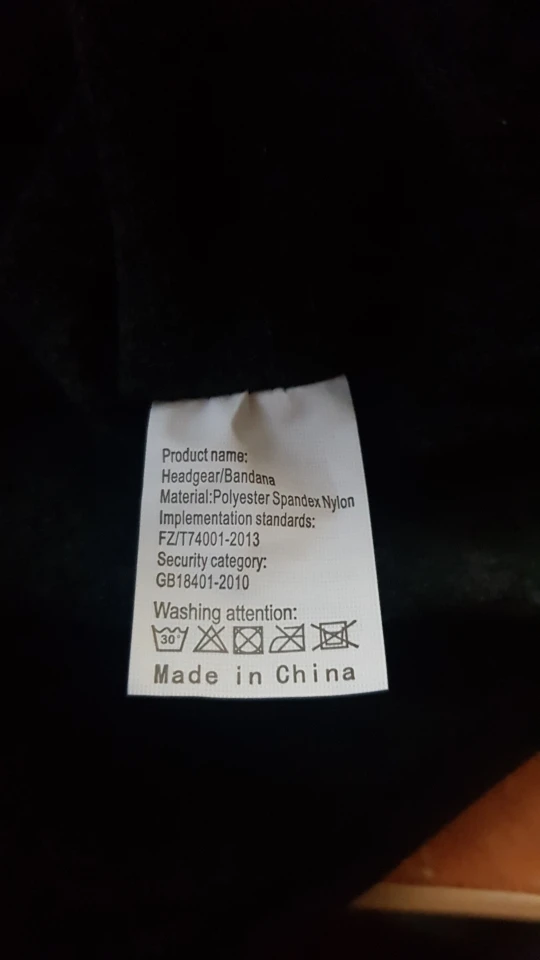 Product name:
Headgear/Bandana
Material:Polyester Spandex Nylon
Implementation standards:
FZ/T74001-2013
Security category:
GB18401-2010
Washing attention:
30°
Made in China